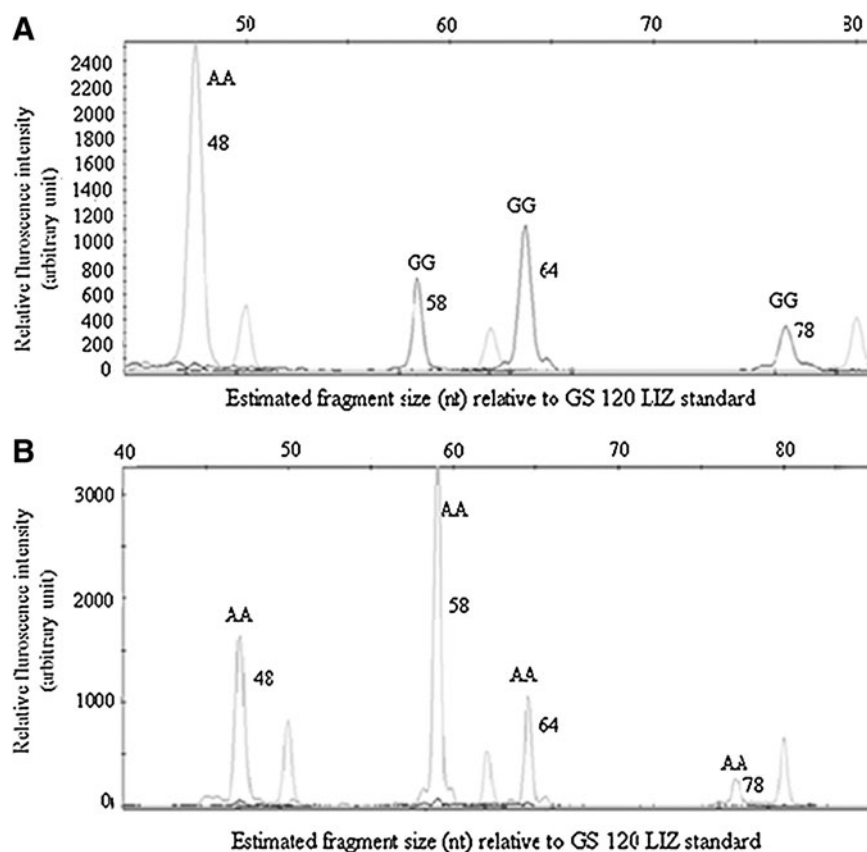 A
50 60 70 80
2400
2200
2000
1800
1600
1400
1200
1000
800
600
400
200
0
Relative fluroscence intensity
(arbitrary unit)
AA
48
GG
58
GG
64
GG
78
Estimated fragment size (nt) relative to GS 120 LIZ standard
B
40 50 60 70 80
3000
2000
1000
0
Relative fluroscence intensity
(arbitrary unit)
AA
48
AA
58
AA
64
AA
78
Estimated fragment size (nt) relative to GS 120 LIZ standard